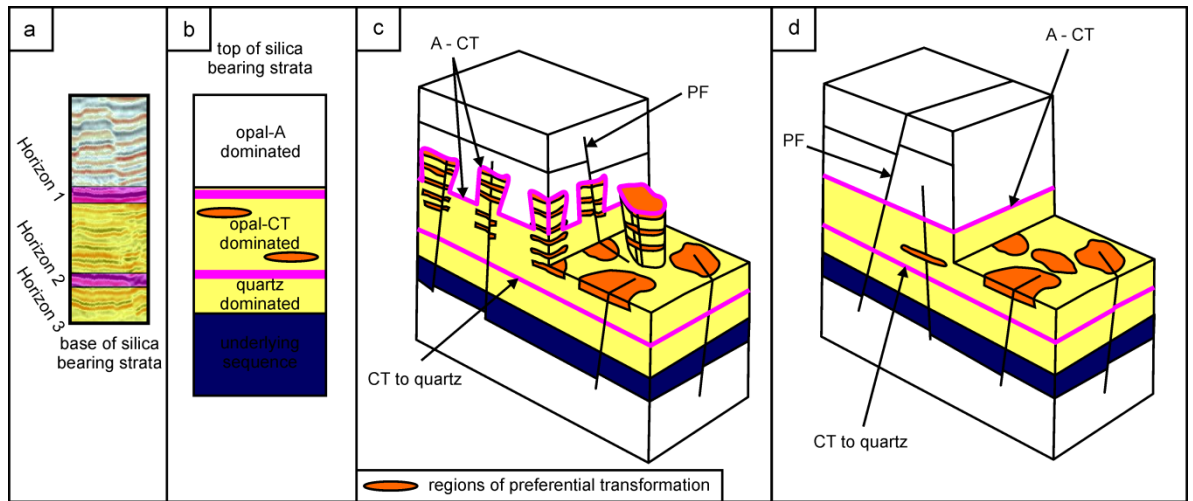 a
Horizon 1
Horizon 2
Horizon 3
base of silica
bearing strata
b
top of silica
bearing strata
opal-A
dominated
opal-CT
dominated
quartz
dominated
underlying
sequence
c
A - CT
PF
CT to quartz
regions of preferential transformation
d
A - CT
PF
CT to quartz